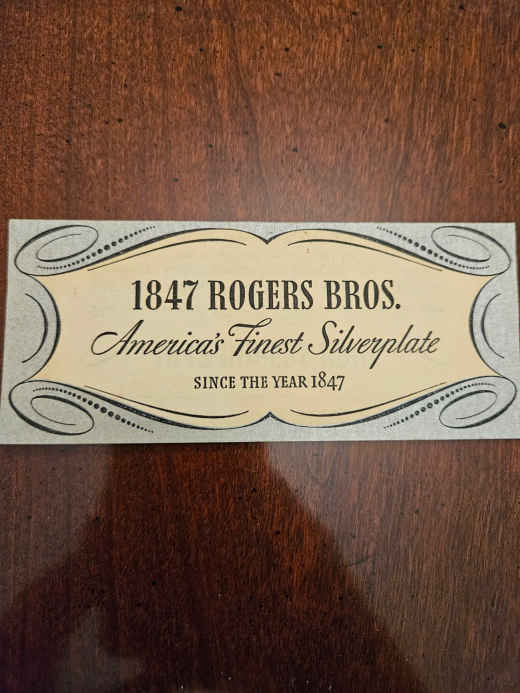 1847 ROGERS BROS.
America's Finest Silverplate
SINCE THE YEAR 1847